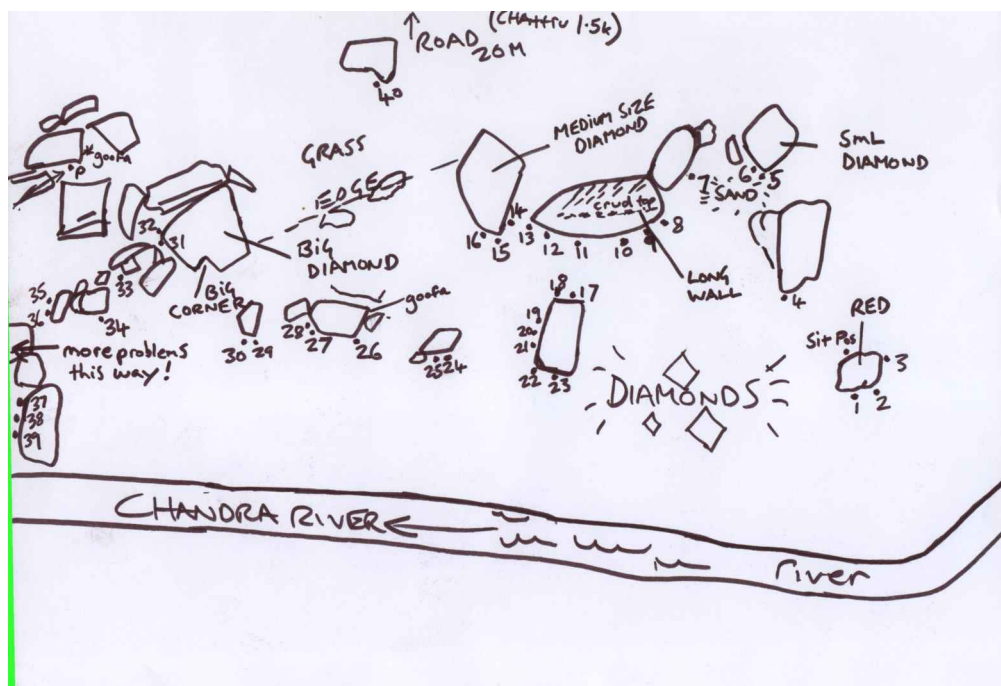 (CHATTRU 1.5k)
ROAD
20M
40
GRASS
EDGE
MEDIUM SIZE
DIAMOND
SML
DIAMOND
*goofa
P
crud top
7
6
5
SAND
32
31
16
15
14
13
12
11
10
9
8
BIG
DIAMOND
LONG
WALL
4
BIG
CORNER
33
35
36
34
goofa
28
27
26
30
29
25
24
18
17
19
20
21
22
23
RED
Sit Pos
3
1
2
more problems
this way!
DIAMONDS
37
38
39
CHANDRA RIVER
river